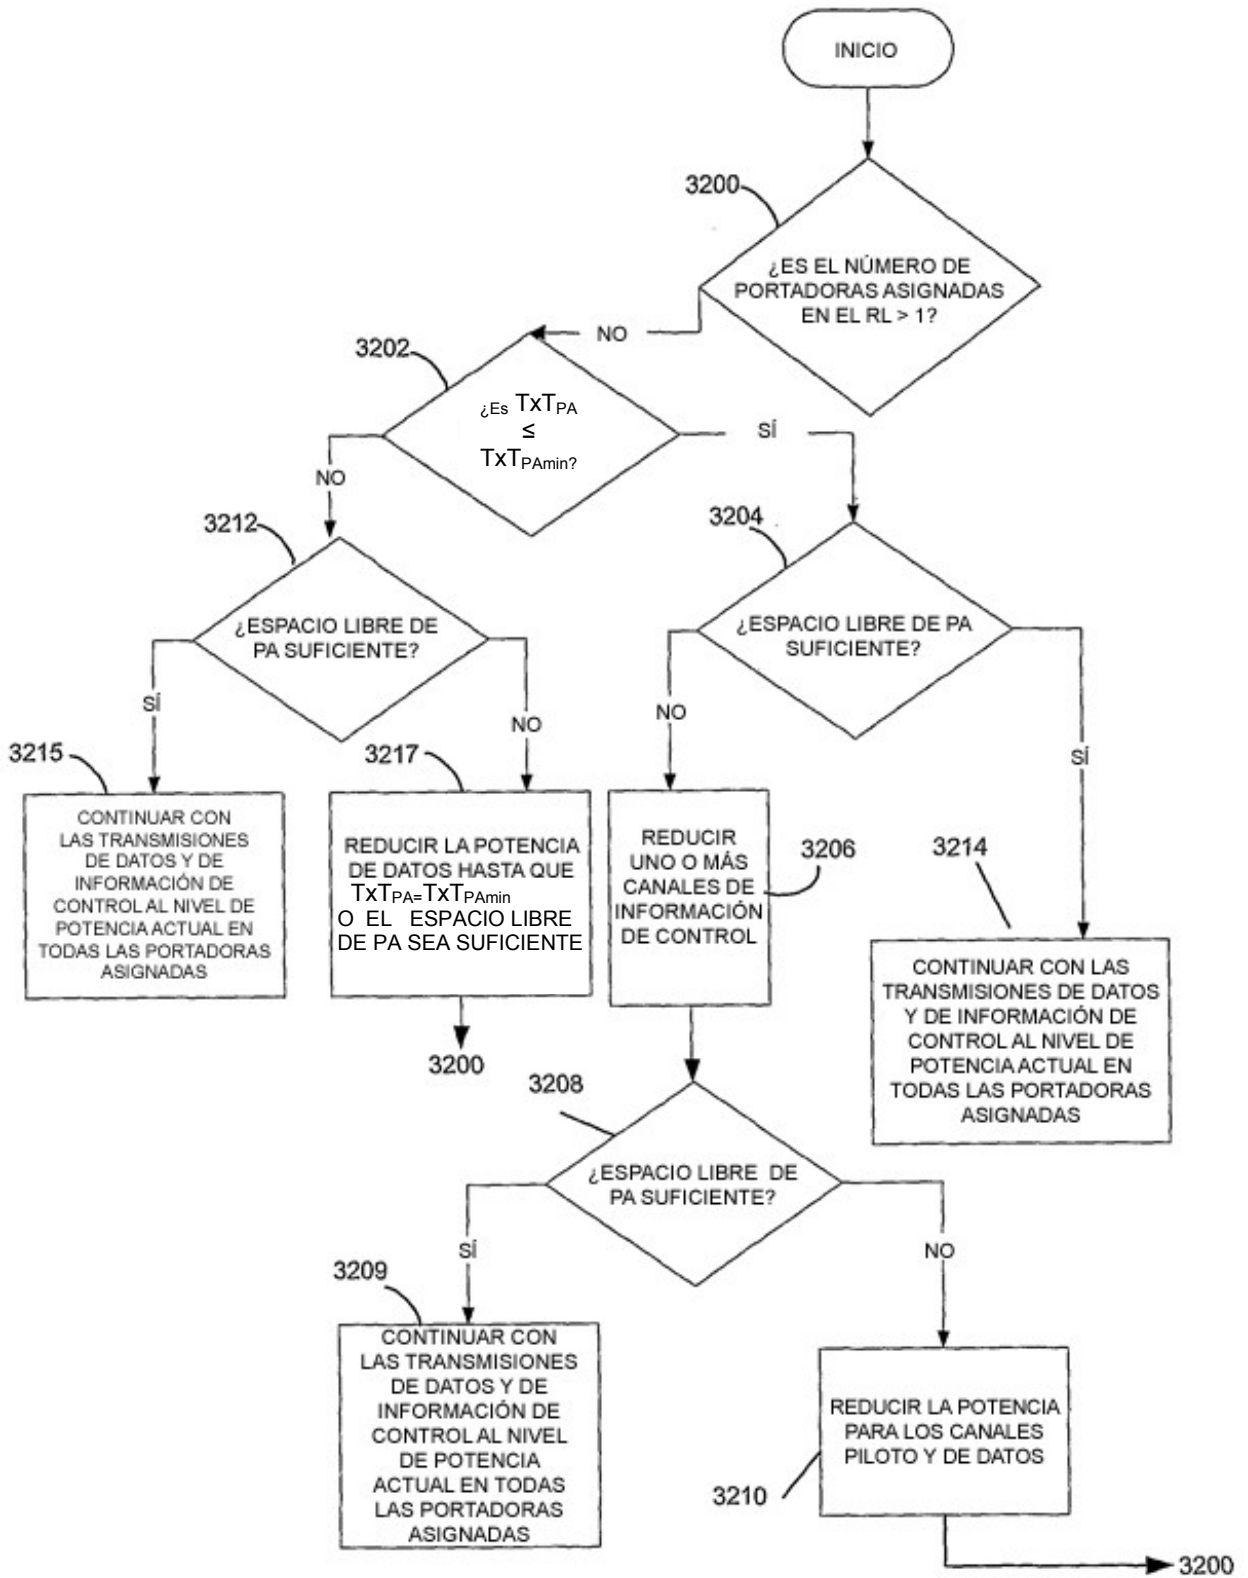 INICIO
3200
¿ES EL NÚMERO DE
PORTADORAS ASIGNADAS
EN EL RL > 1?
NO
3202
¿Es TxTPA
≤
TxTPAmin?
SÍ
NO
3212
¿ESPACIO LIBRE DE
PA SUFICIENTE?
3204
¿ESPACIO LIBRE DE PA
SUFICIENTE?
SÍ
NO
NO
SÍ
3215
CONTINUAR CON
LAS TRANSMISIONES
DE DATOS Y DE
INFORMACIÓN DE
CONTROL AL NIVEL DE
POTENCIA ACTUAL EN
TODAS LAS PORTADORAS
ASIGNADAS
3217
REDUCIR LA POTENCIA
DE DATOS HASTA QUE
TxTPA=TxTPAmin
O EL ESPACIO LIBRE
DE PA SEA SUFICIENTE
3200
REDUCIR
UNO O MÁS
CANALES DE
INFORMACIÓN
DE CONTROL
3206
3214
CONTINUAR CON LAS
TRANSMISIONES DE DATOS
Y DE INFORMACIÓN DE
CONTROL AL NIVEL DE
POTENCIA ACTUAL EN
TODAS LAS PORTADORAS
ASIGNADAS
3208
¿ESPACIO LIBRE DE
PA SUFICIENTE?
SÍ
NO
3209
CONTINUAR CON
LAS TRANSMISIONES
DE DATOS Y DE
INFORMACIÓN DE
CONTROL AL NIVEL
DE POTENCIA
ACTUAL EN TODAS
LAS PORTADORAS
ASIGNADAS
REDUCIR LA POTENCIA
PARA LOS CANALES
PILOTO Y DE DATOS
3210
3200